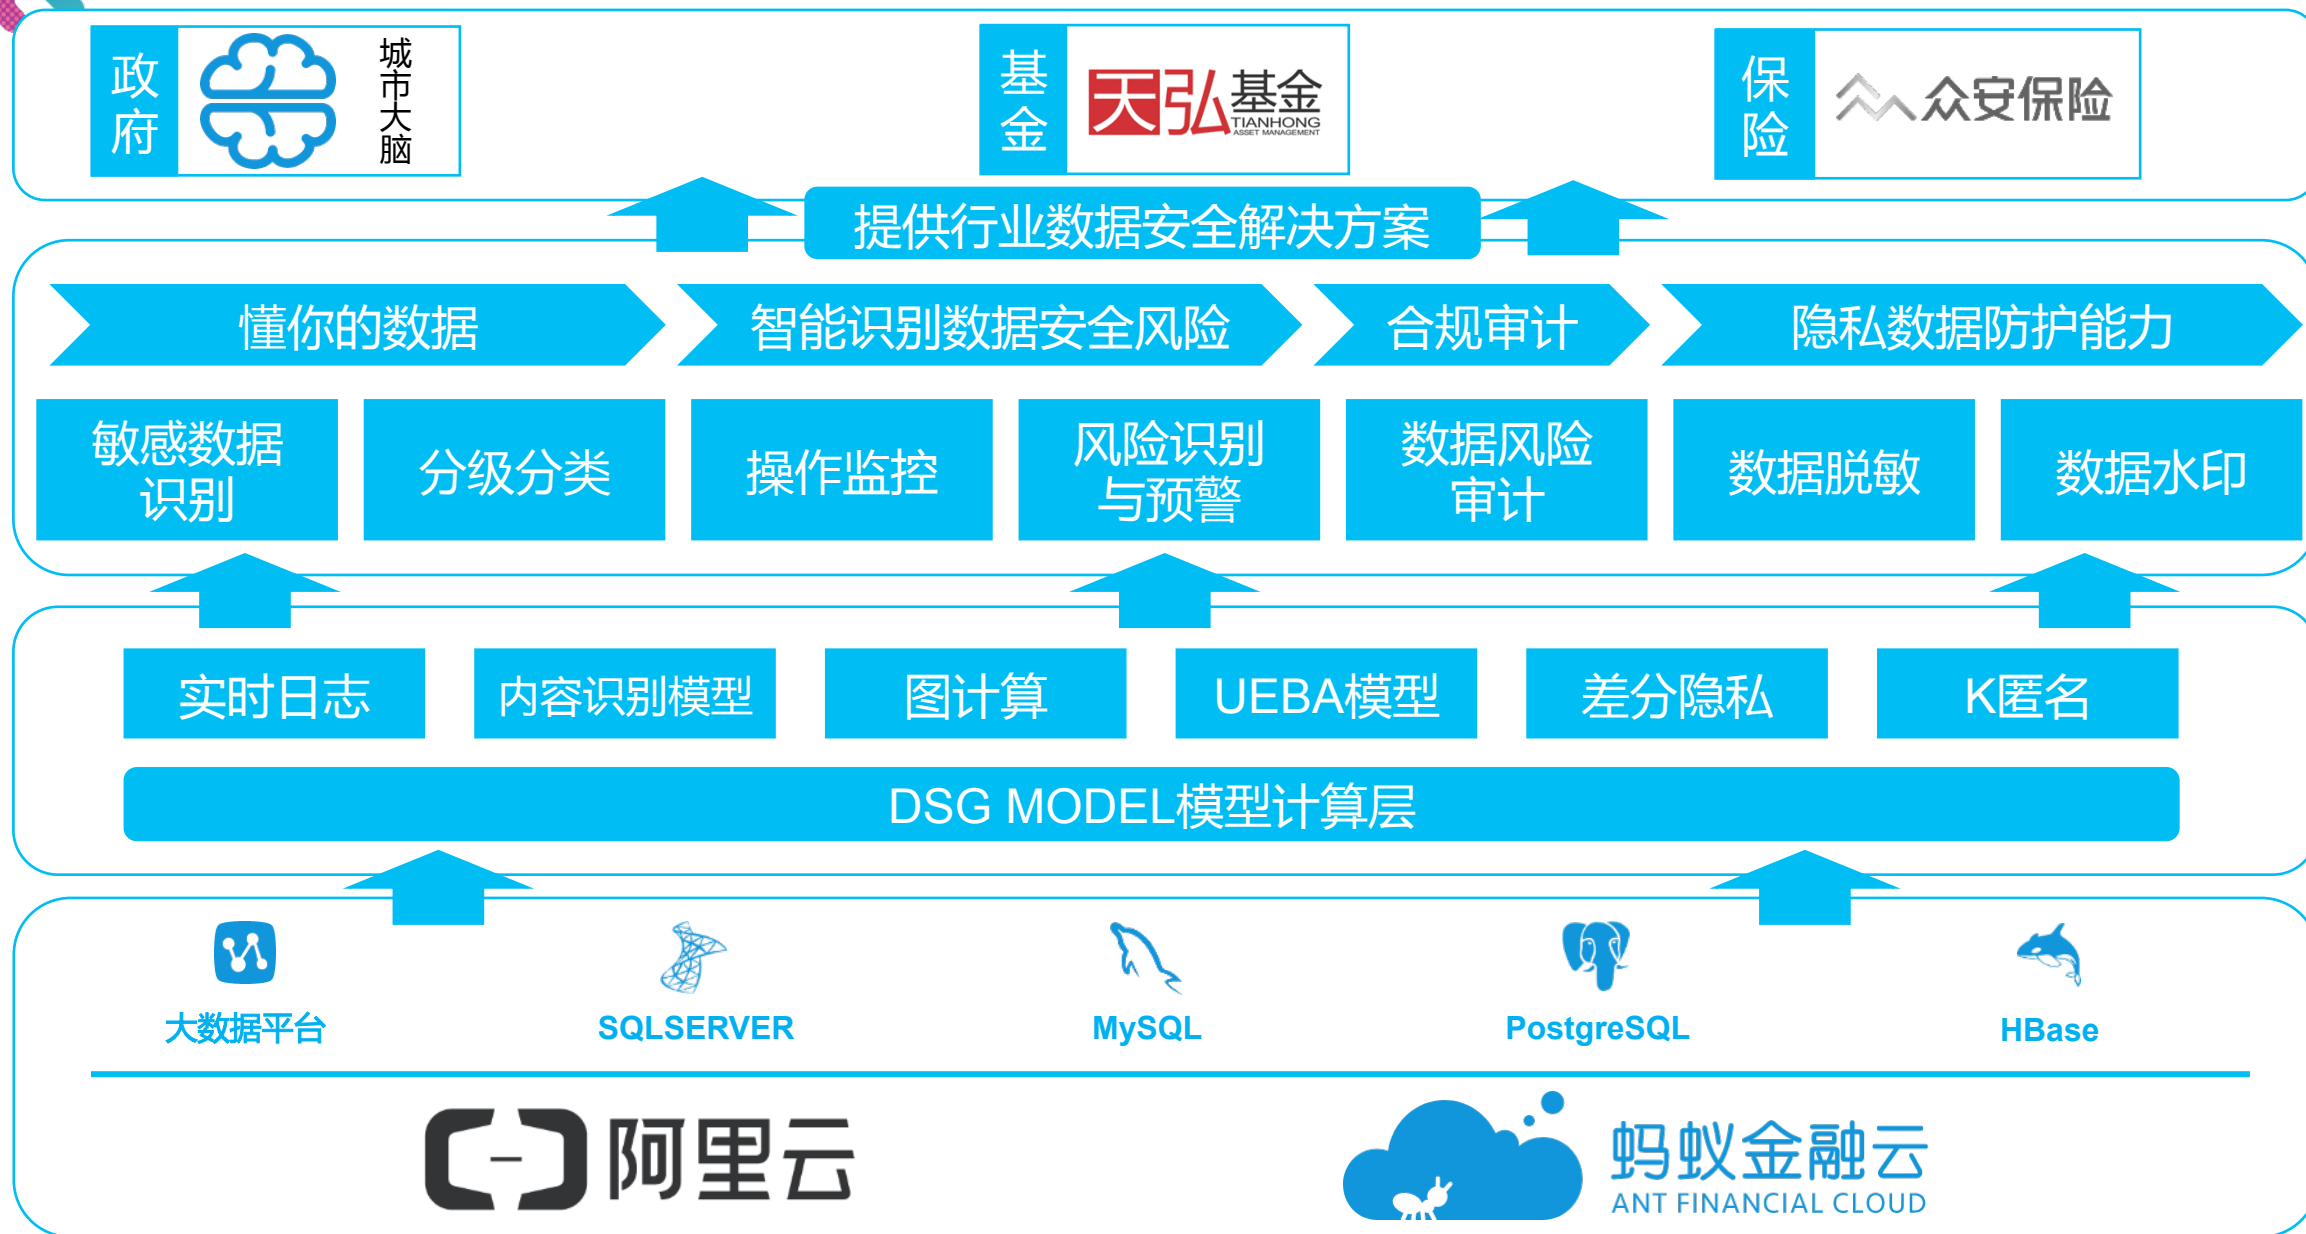 政府
城市大脑
基金
天弘基金
TIANHONG
ASSET MANAGEMENT
保险
众安保险
提供行业数据安全解决方案
懂你的数据
智能识别数据安全风险
合规审计
隐私数据防护能力
敏感数据
识别
分级分类
操作监控
风险识别
与预警
数据风险
审计
数据脱敏
数据水印
实时日志
内容识别模型
图计算
UEBA模型
差分隐私
K匿名
DSG MODEL模型计算层
大数据平台
SQLSERVER
MySQL
PostgreSQL
HBase
阿里云
蚂蚁金融云
ANT FINANCIAL CLOUD